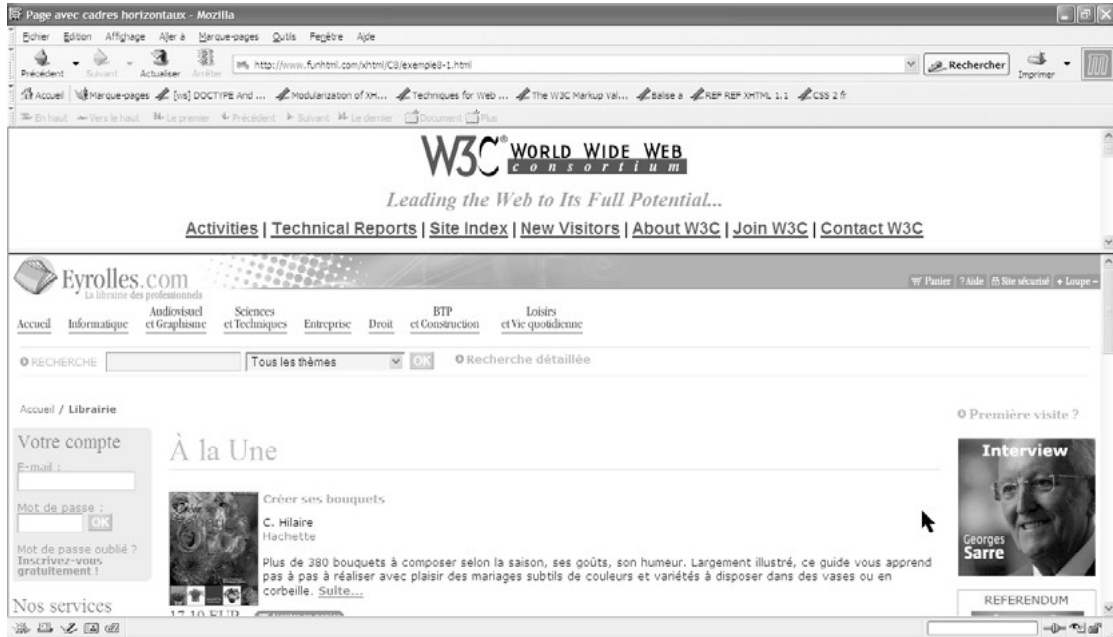 Page avec cadres horizontaux - Mozilla
Fichier Edition Affichage Aller à Marque-pages Outils Fenêtre Aide
Précédent Suivant Actualiser Arrêter http://www.funhtml.com/xhtml/C8/exemple8-1.html Rechercher Imprimer
Accueil Marque-pages [ws] DOCTYPE And ... Modularization of XH... Techniques for Web ... The W3C Markup Val... Balise a REF REF XHTML 1.1 CSS 2 fr
En haut Vers le haut Le premier Précédent Suivant Le dernier Document Plus
W3C® WORLD WIDE WEB
consortium
Leading the Web to Its Full Potential...
Activities | Technical Reports | Site Index | New Visitors | About W3C | Join W3C | Contact W3C
Eyrolles.com
La librairie des professionnels
Panier ? Aide Site sécurisé + Loupe -
Accueil Informatique Audiovisuel et Graphisme Sciences et Techniques Entreprise Droit BTP et Construction Loisirs et Vie quotidienne
RECHERCHE Tous les thèmes OK Recherche détaillée
Accueil / Librairie
Première visite ?
Votre compte
E-mail :
Mot de passe :
OK
Mot de passe oublié ?
Inscrivez-vous
gratuitement !
Nos services
À la Une
Créer ses bouquets
C. Hilaire
Hachette
Plus de 380 bouquets à composer selon la saison, ses goûts, son humeur. Largement illustré, ce guide vous apprend
pas à pas à réaliser avec plaisir des mariages subtils de couleurs et variétés à disposer dans des vases ou en
corbeille. Suite...
17.10 EUR
Interview
Georges
Sarre
REFERENDUM